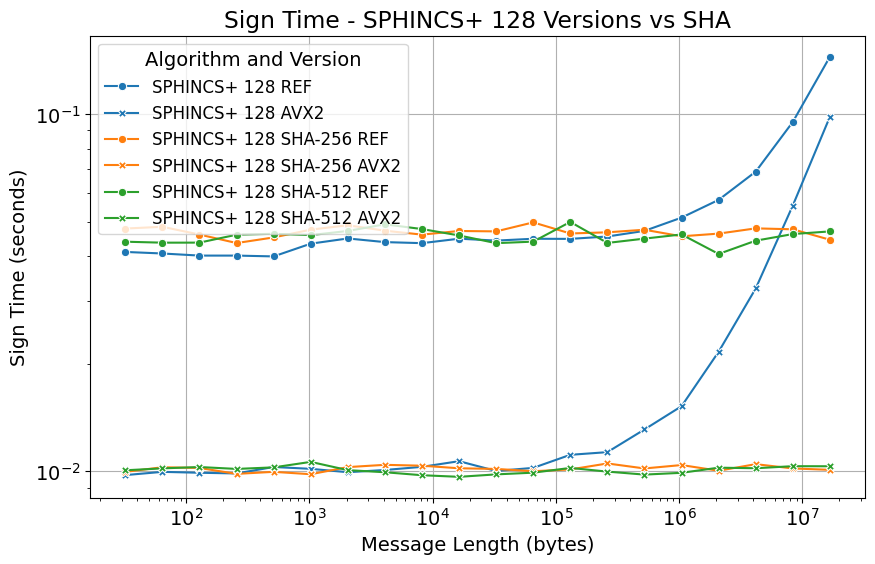 Sign Time - SPHINCS+ 128 Versions vs SHA
Algorithm and Version
SPHINCS+ 128 REF
SPHINCS+ 128 AVX2
SPHINCS+ 128 SHA-256 REF
SPHINCS+ 128 SHA-256 AVX2
SPHINCS+ 128 SHA-512 REF
SPHINCS+ 128 SHA-512 AVX2
Sign Time (seconds)
10⁻¹
10⁻²
10² 10³ 10⁴ 10⁵ 10⁶ 10⁷
Message Length (bytes)